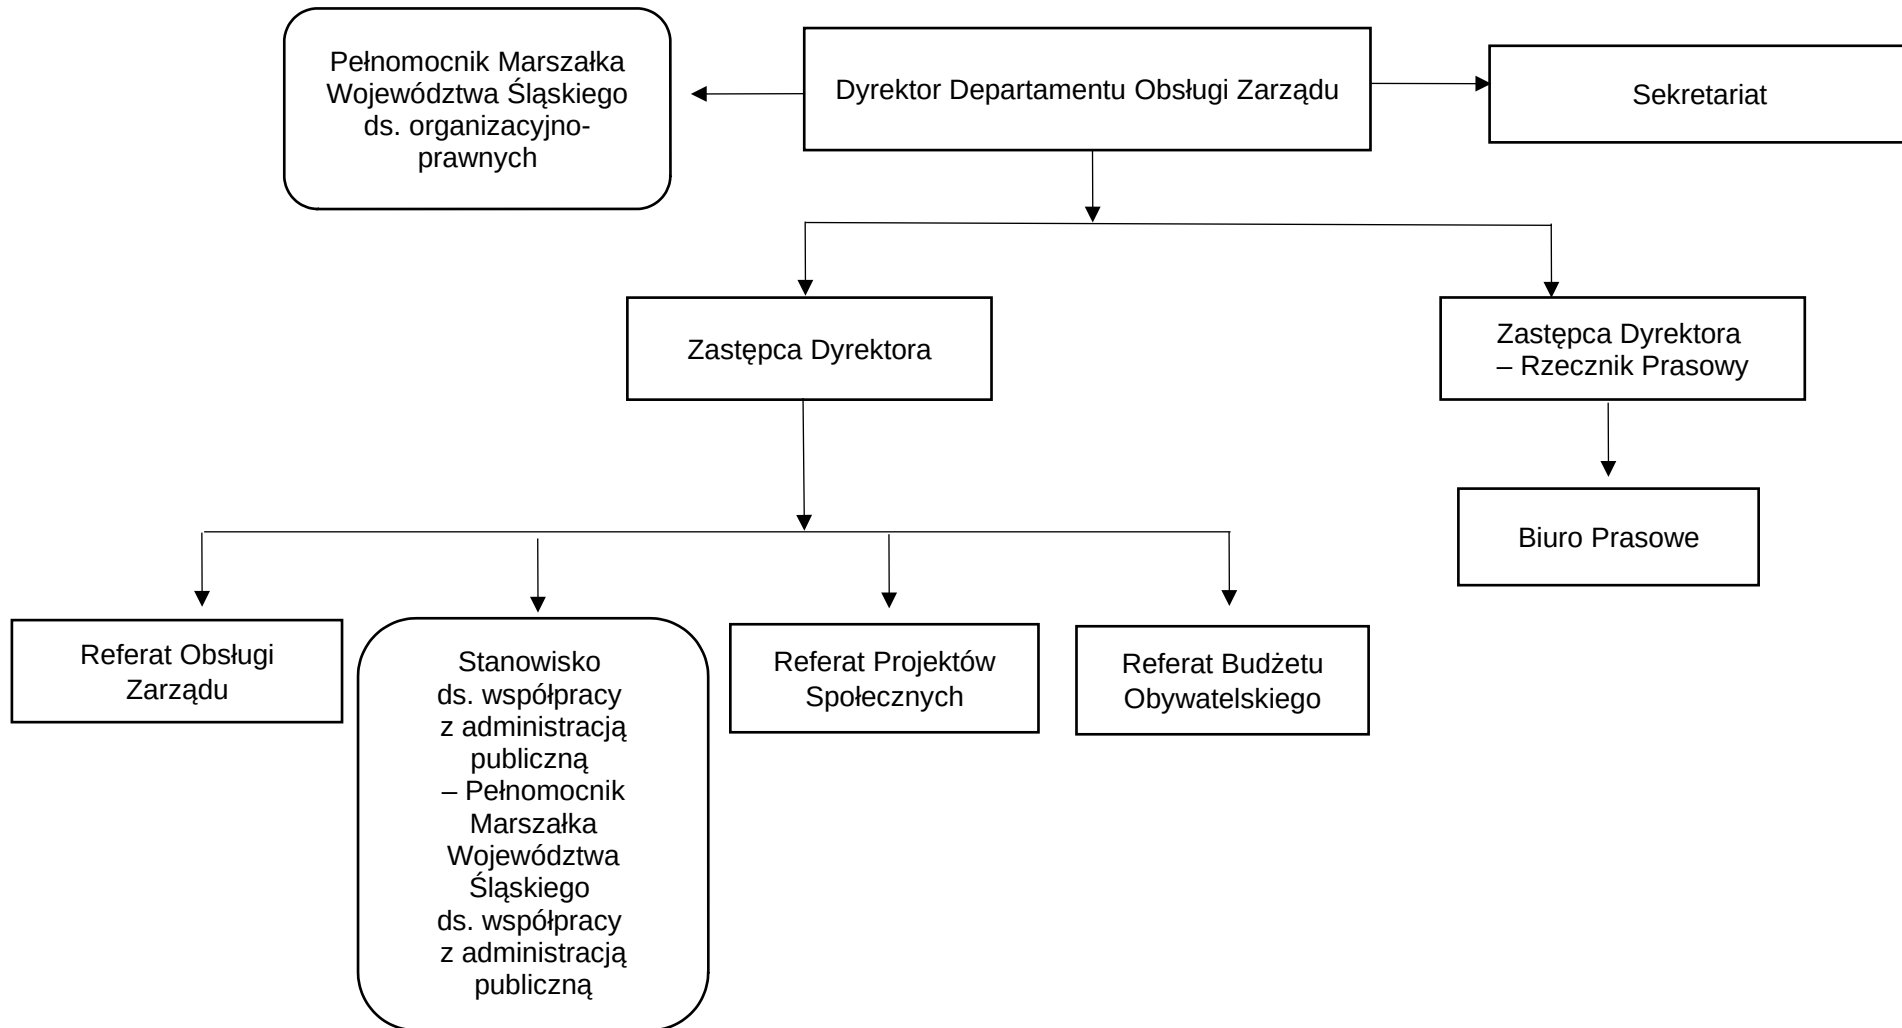 Pełnomocnik Marszałka
Województwa Śląskiego
ds. organizacyjno-
prawnych
Dyrektor Departamentu Obsługi Zarządu
Sekretariat
Zastępca Dyrektora
Zastępca Dyrektora
– Rzecznik Prasowy
Biuro Prasowe
Referat Obsługi
Zarządu
Stanowisko
ds. współpracy
z administracją
publiczną
– Pełnomocnik
Marszałka
Województwa
Śląskiego
ds. współpracy
z administracją
publiczną
Referat Projektów
Społecznych
Referat Budżetu
Obywatelskiego